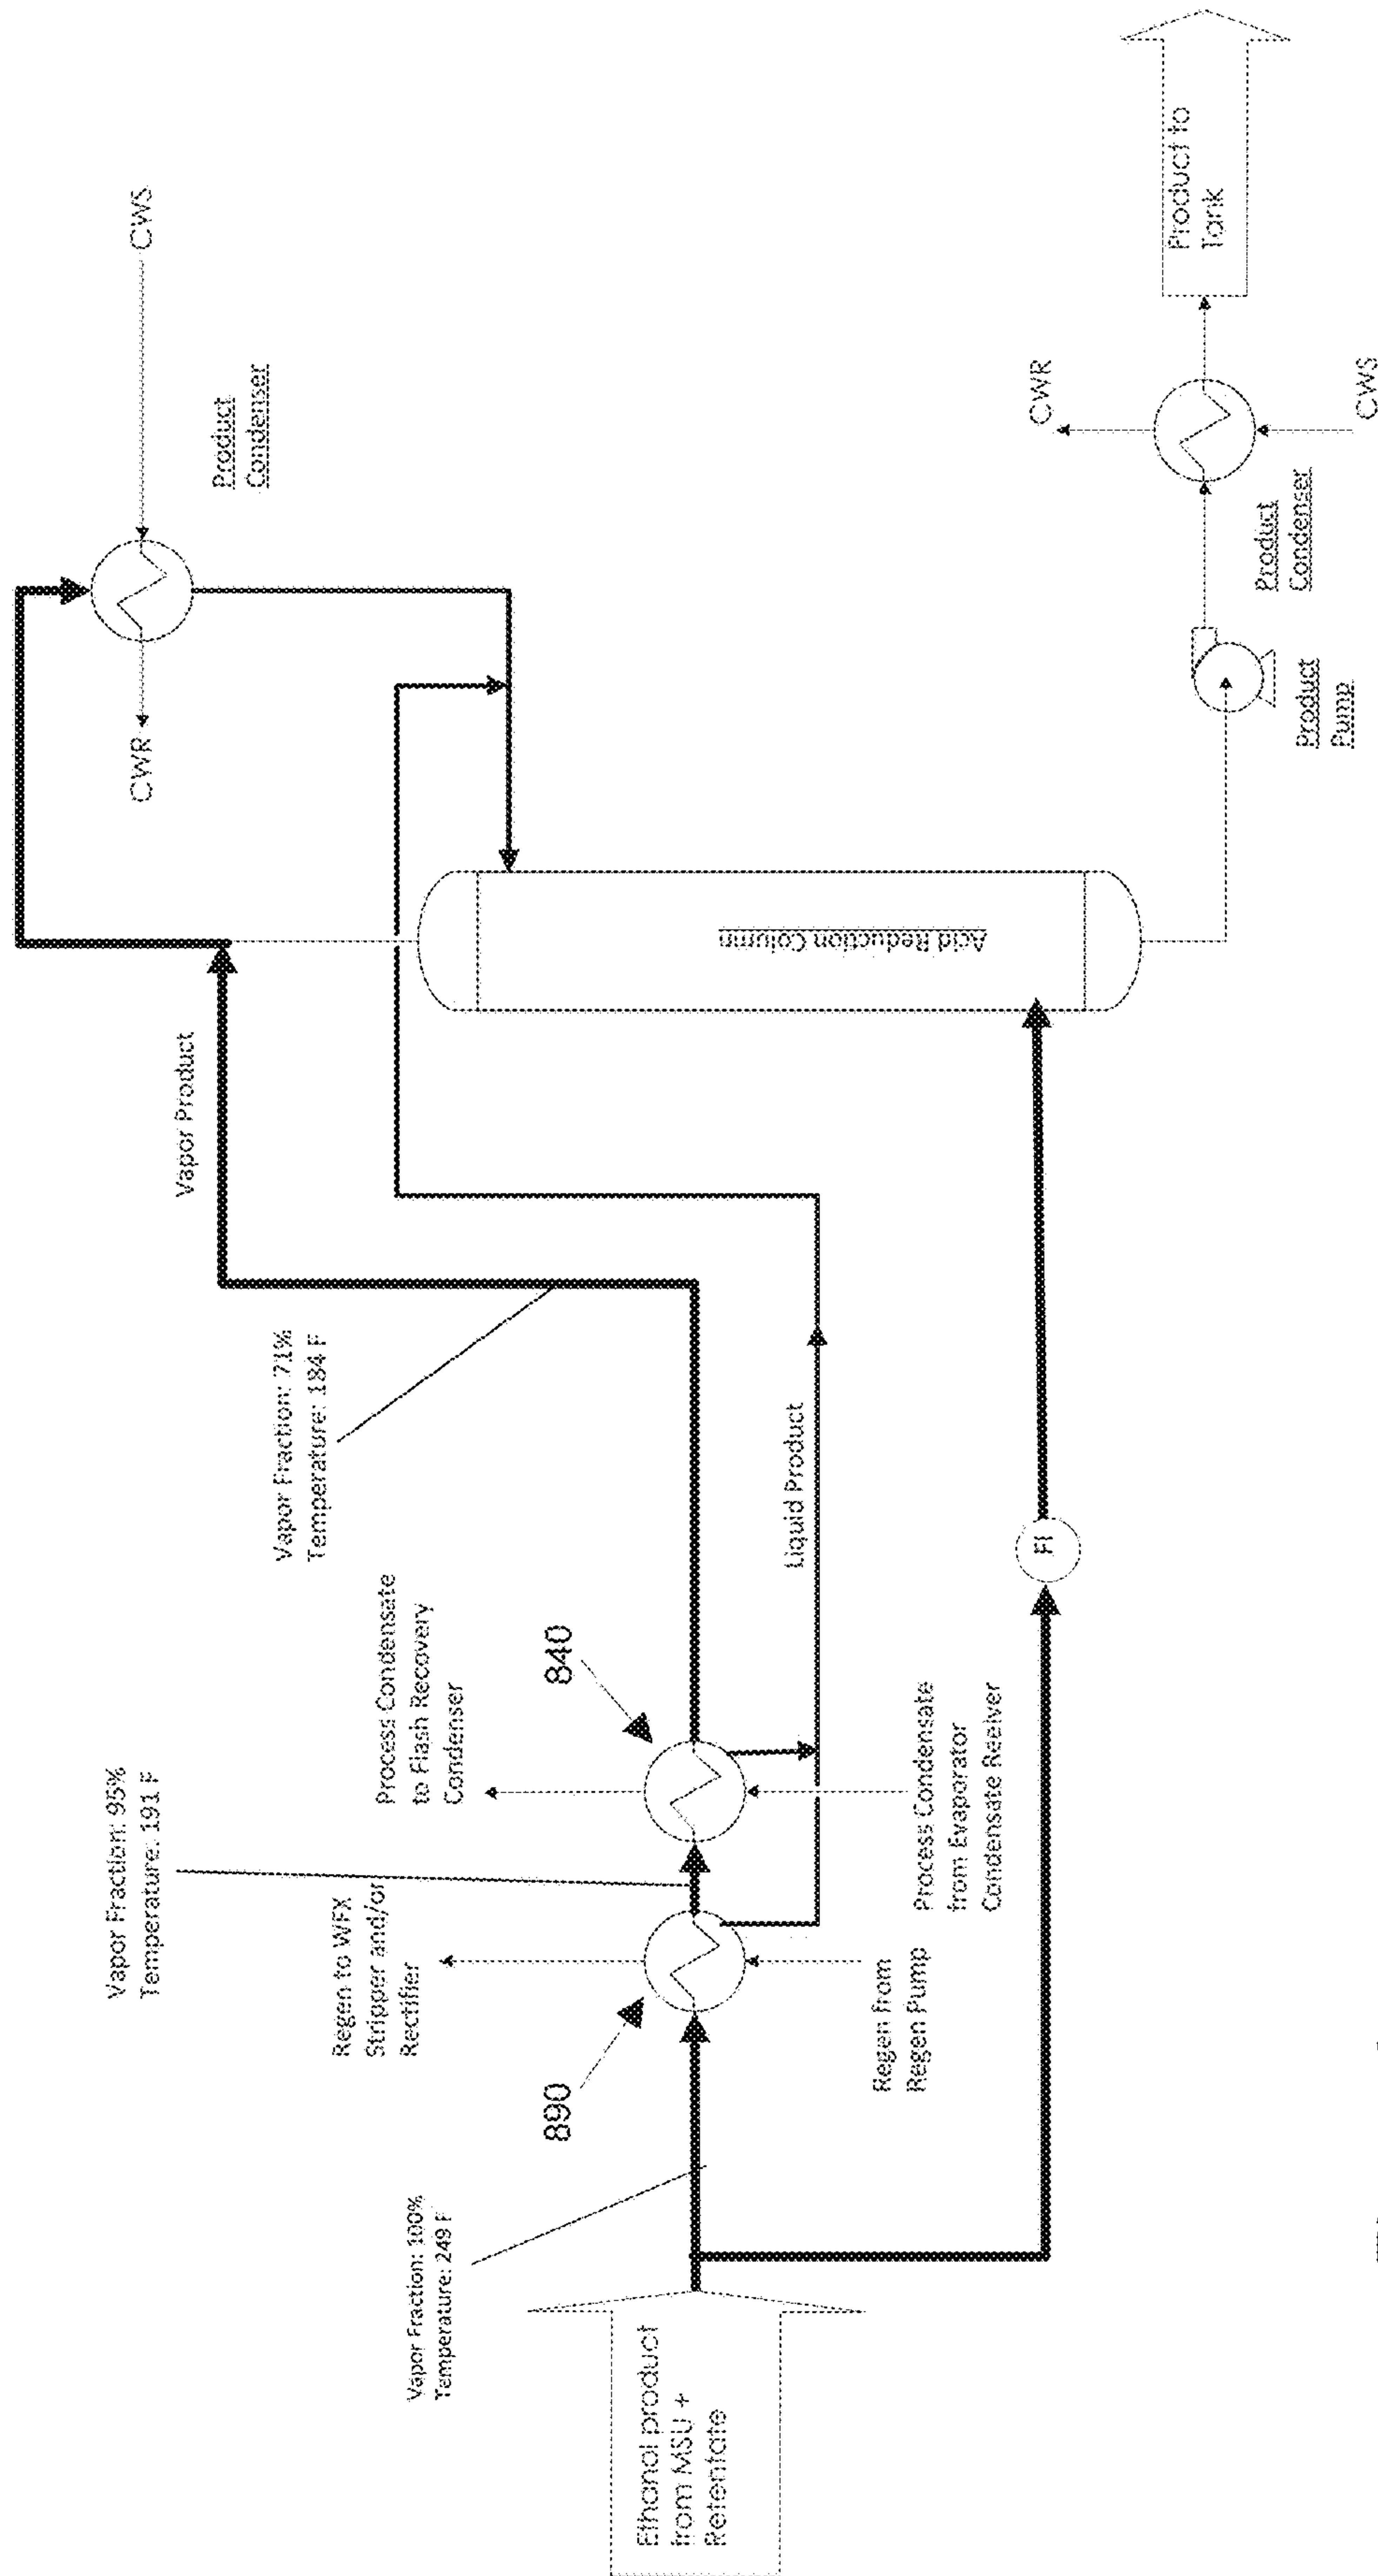 Ethanol product
from MSU +
Retentate
Vapor Fraction: 100%
Temperature: 249 F
890
Regen to WFX
Stripper and/or
Rectifier
Regen from
Regen Pump
Vapor Fraction: 95%
Temperature: 191 F
Process Condensate
to Flash Recovery
Condenser
840
Process Condensate
from Evaporator
Condensate Reeiver
Liquid Product
FI
Vapor Fraction: 71%
Temperature: 184 F
Vapor Product
Acid Reduction Column
CWR
CWS
Product
Condenser
Product
Pump
Product
Condenser
CWR
CWS
Product to
Tank